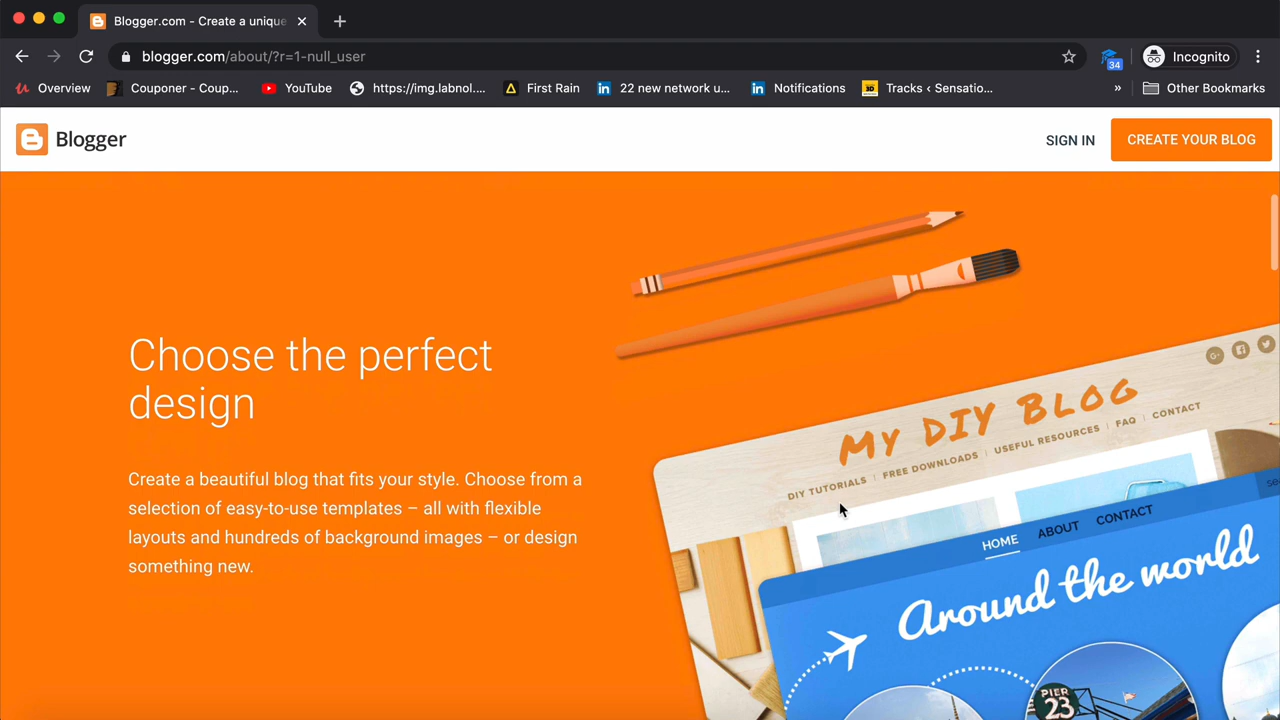 Blogger.com - Create a unique
blogger.com/about/?r=1-null_user
34
Incognito
Overview
Couponer - Coup...
YouTube
https://img.labnol....
First Rain
22 new network u...
Notifications
Tracks ‹ Sensatio...
»
Other Bookmarks
Blogger
SIGN IN
CREATE YOUR BLOG
Choose the perfect
design
Create a beautiful blog that fits your style. Choose from a
selection of easy-to-use templates – all with flexible
layouts and hundreds of background images – or design
something new.
MY DIY BLOG
DIY TUTORIALS | FREE DOWNLOADS | USEFUL RESOURCES | FAQ | CONTACT
HOME ABOUT CONTACT
Around the world
PIER
23